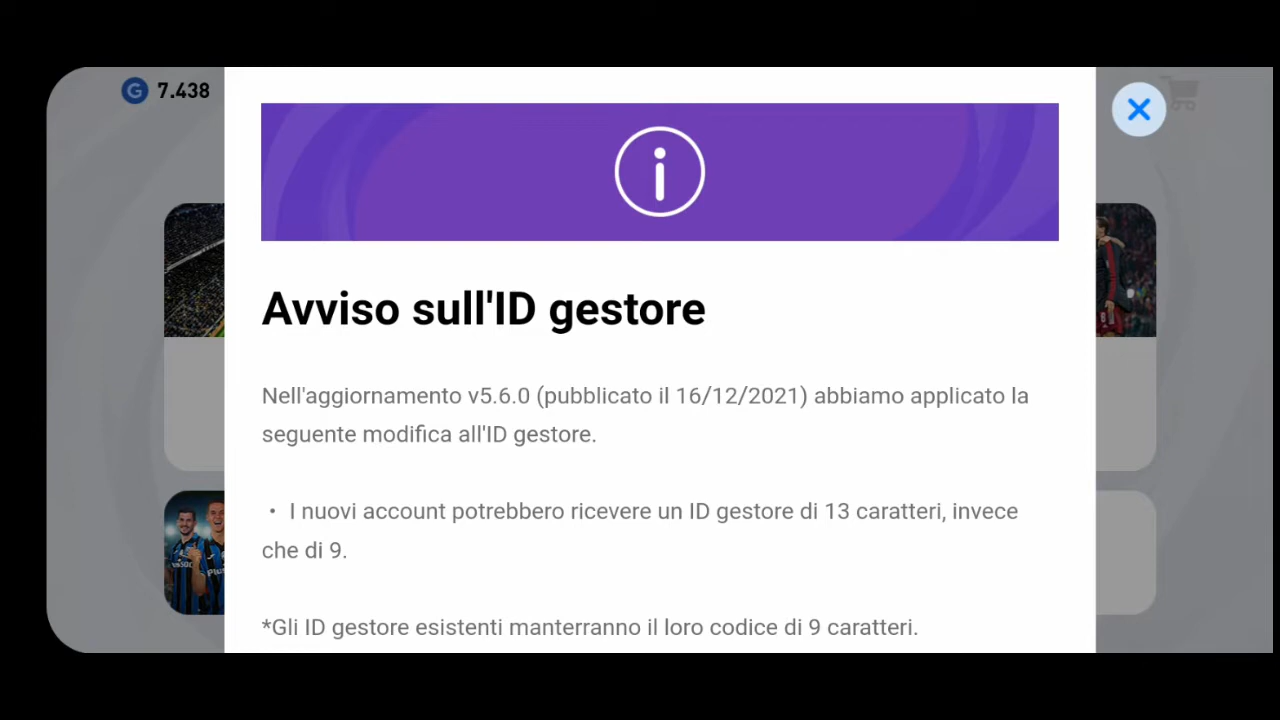 G 7.438
Avviso sull'ID gestore
Nell'aggiornamento v5.6.0 (pubblicato il 16/12/2021) abbiamo applicato la
seguente modifica all'ID gestore.
・ I nuovi account potrebbero ricevere un ID gestore di 13 caratteri, invece
che di 9.
*Gli ID gestore esistenti manterranno il loro codice di 9 caratteri.